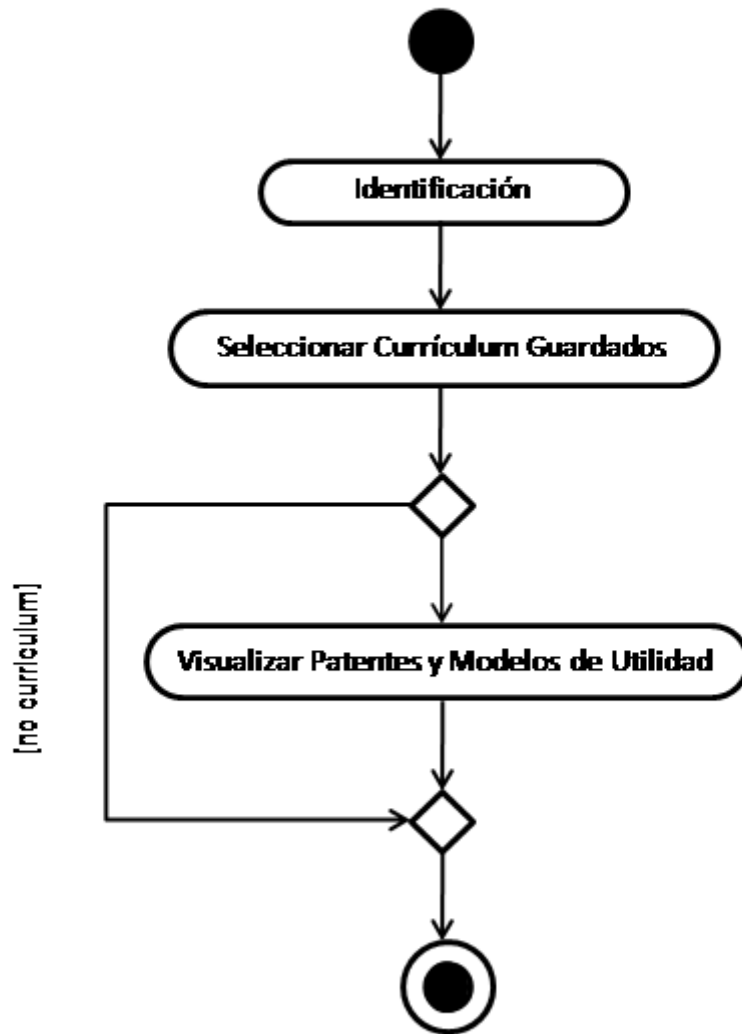 Identificación
Seleccionar Currículum Guardados
[no curriculum]
Visualizar Patentes y Modelos de Utilidad